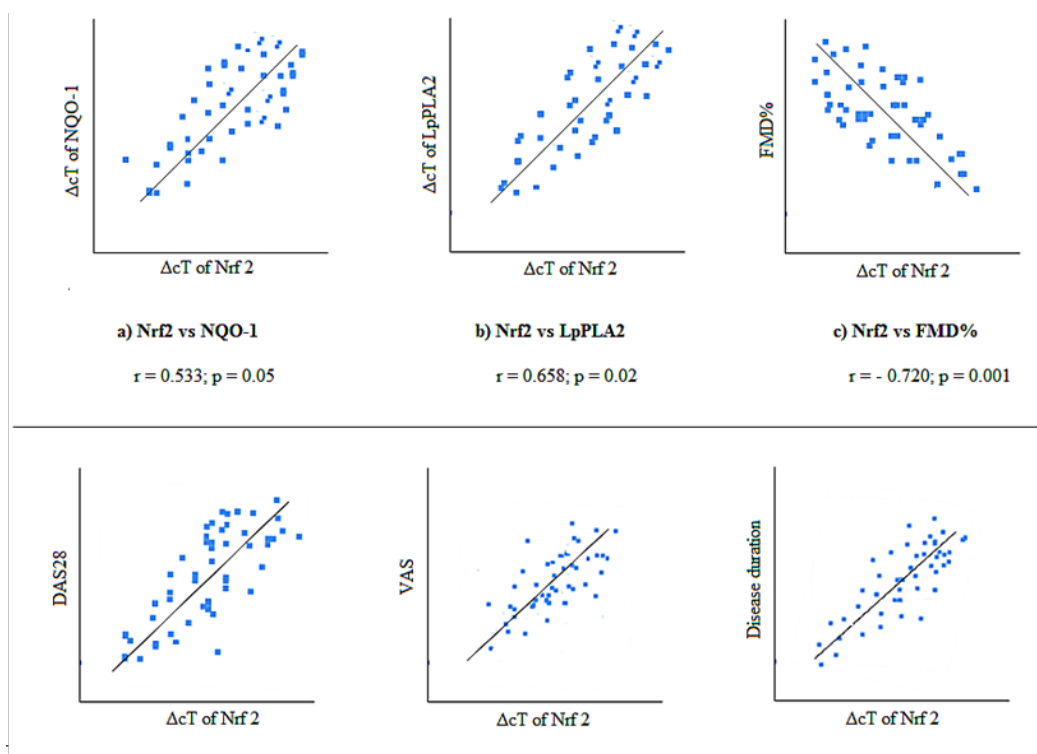 ΔcT of NQO-1
ΔcT of Nrf 2
a) Nrf2 vs NQO-1
r = 0.533; p = 0.05
ΔcT of LpPLA2
ΔcT of Nrf 2
b) Nrf2 vs LpPLA2
r = 0.658; p = 0.02
FMD%
ΔcT of Nrf 2
c) Nrf2 vs FMD%
r = - 0.720; p = 0.001
DAS28
ΔcT of Nrf 2
VAS
ΔcT of Nrf 2
Disease duration
ΔcT of Nrf 2